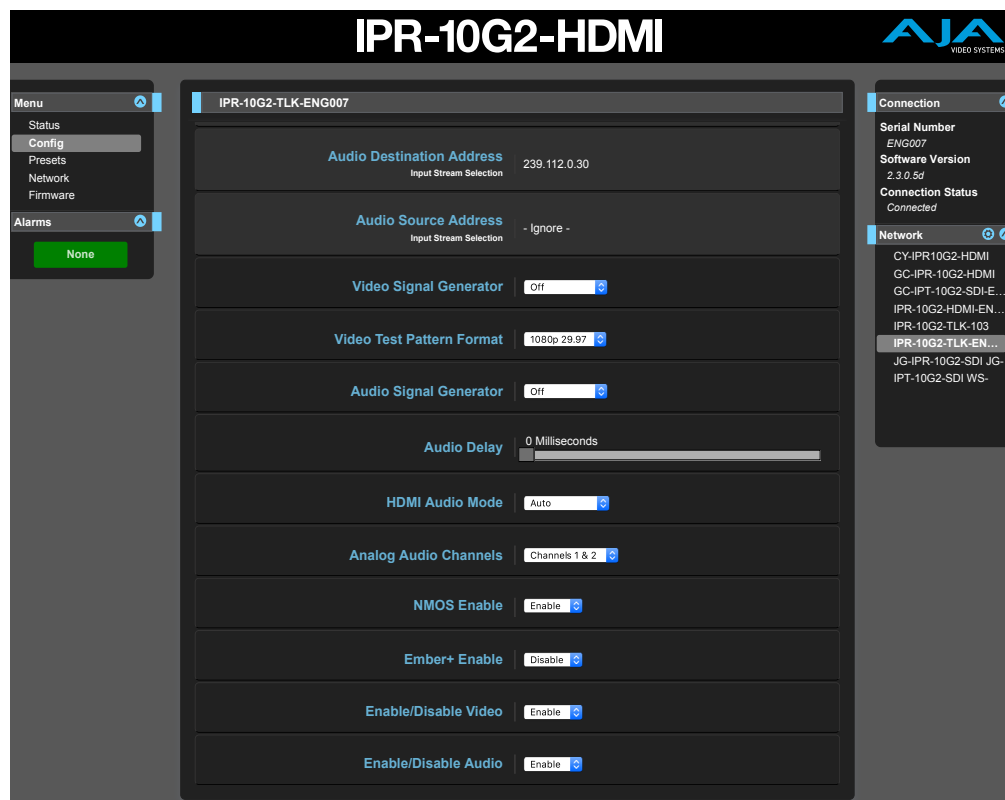 IPR-10G2-HDMI
AJA
VIDEO SYSTEMS
Menu
Status
Config
Presets
Network
Firmware
Alarms
None
IPR-10G2-TLK-ENG007
Audio Destination Address
Input Stream Selection
239.112.0.30
Audio Source Address
Input Stream Selection
- Ignore -
Video Signal Generator
Off
Video Test Pattern Format
1080p 29.97
Audio Signal Generator
Off
Audio Delay
0 Milliseconds
HDMI Audio Mode
Auto
Analog Audio Channels
Channels 1 & 2
NMOS Enable
Enable
Ember+ Enable
Disable
Enable/Disable Video
Enable
Enable/Disable Audio
Enable
Connection
Serial Number
ENG007
Software Version
2.3.0.5d
Connection Status
Connected
Network
CY-IPR10G2-HDMI
GC-IPR-10G2-HDMI
GC-IPT-10G2-SDI-E...
IPR-10G2-HDMI-EN...
IPR-10G2-TLK-103
IPR-10G2-TLK-EN...
JG-IPR-10G2-SDI JG-
IPT-10G2-SDI WS-